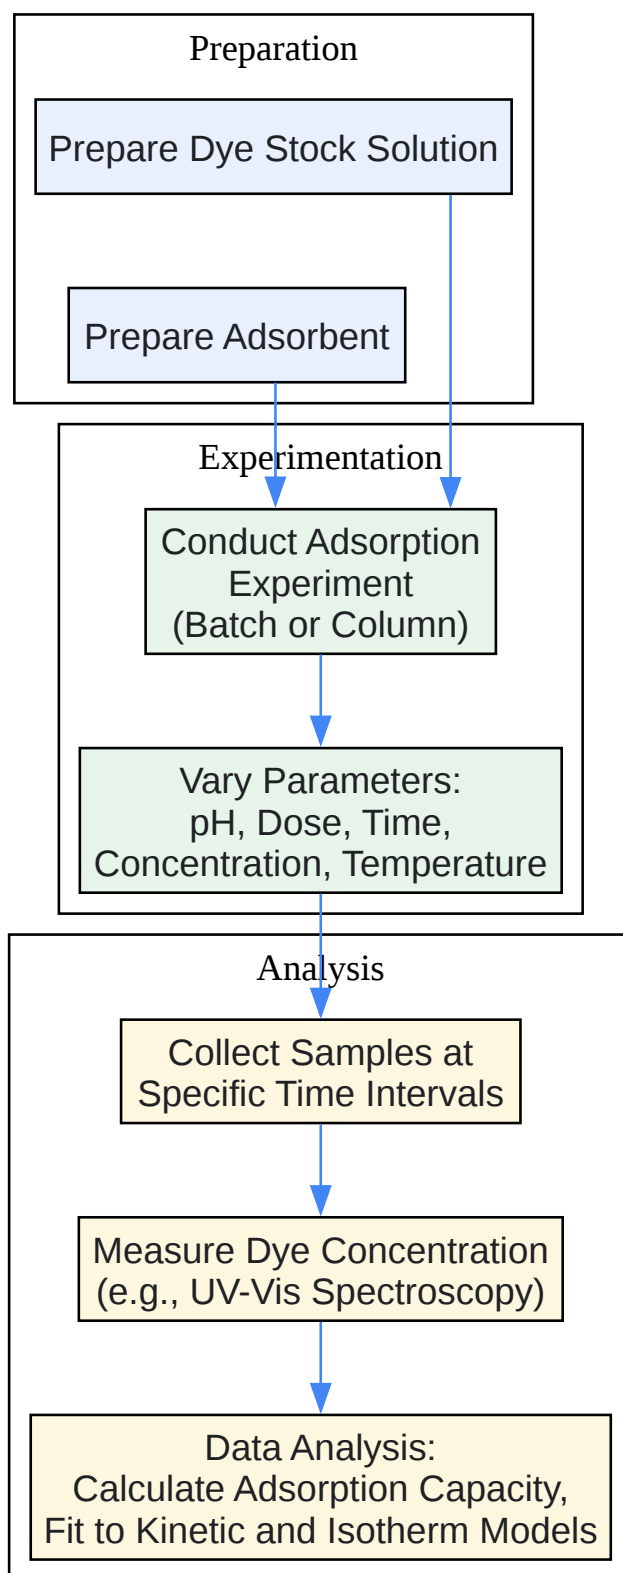 Preparation
Prepare Dye Stock Solution
Prepare Adsorbent
Experimentation
Conduct Adsorption
Experiment
(Batch or Column)
Vary Parameters:
pH, Dose, Time,
Concentration, Temperature
Analysis
Collect Samples at
Specific Time Intervals
Measure Dye Concentration
(e.g., UV-Vis Spectroscopy)
Data Analysis:
Calculate Adsorption Capacity,
Fit to Kinetic and Isotherm Models